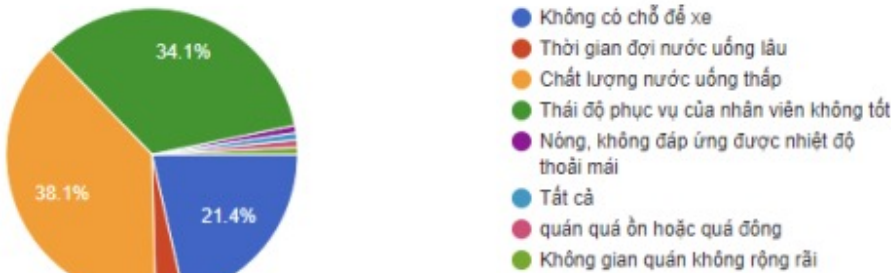 34.1%
38.1%
21.4%
Không có chỗ để xe
Thời gian đợi nước uống lâu
Chất lượng nước uống thấp
Thái độ phục vụ của nhân viên không tốt
Nóng, không đáp ứng được nhiệt độ
thoải mái
Tất cả
quán quá ồn hoặc quá đông
Không gian quán không rộng rãi